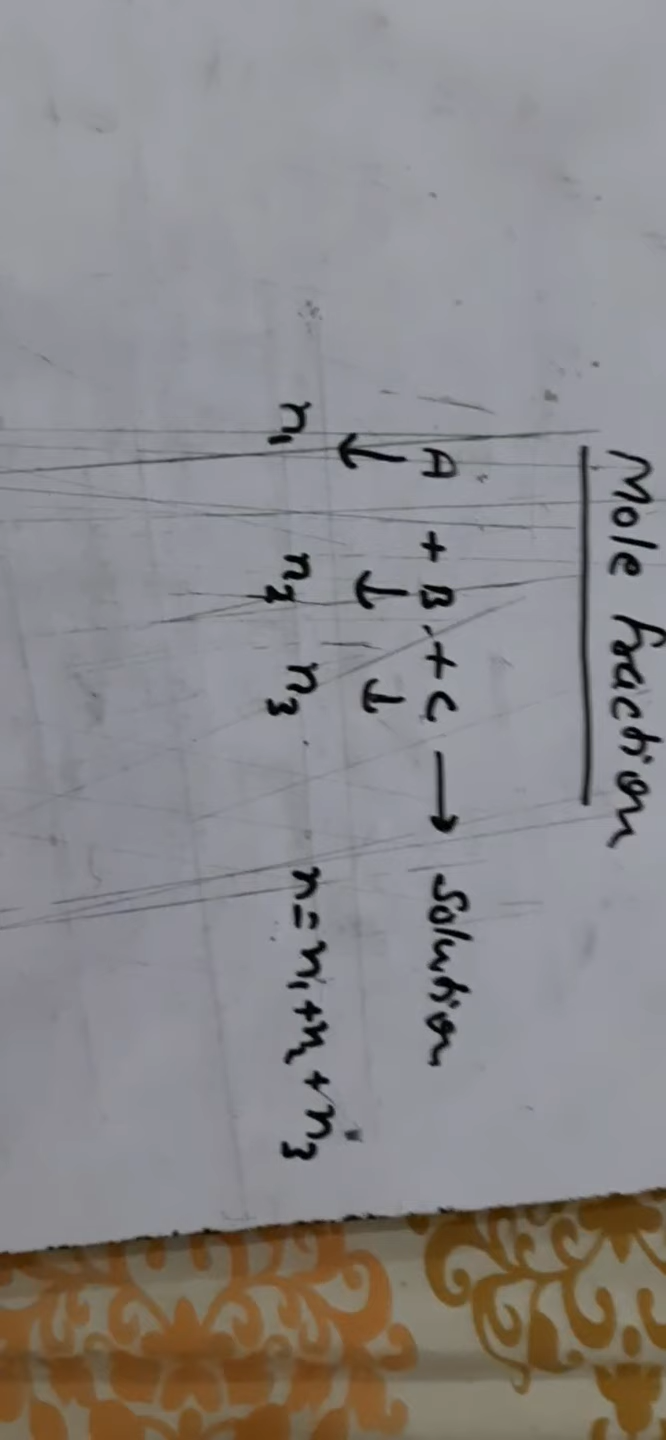 Mole fraction
A + B + C → Solution
↓ ↓ ↓
n₁ n₂ n₃ n = n₁ + n₂ + n₃